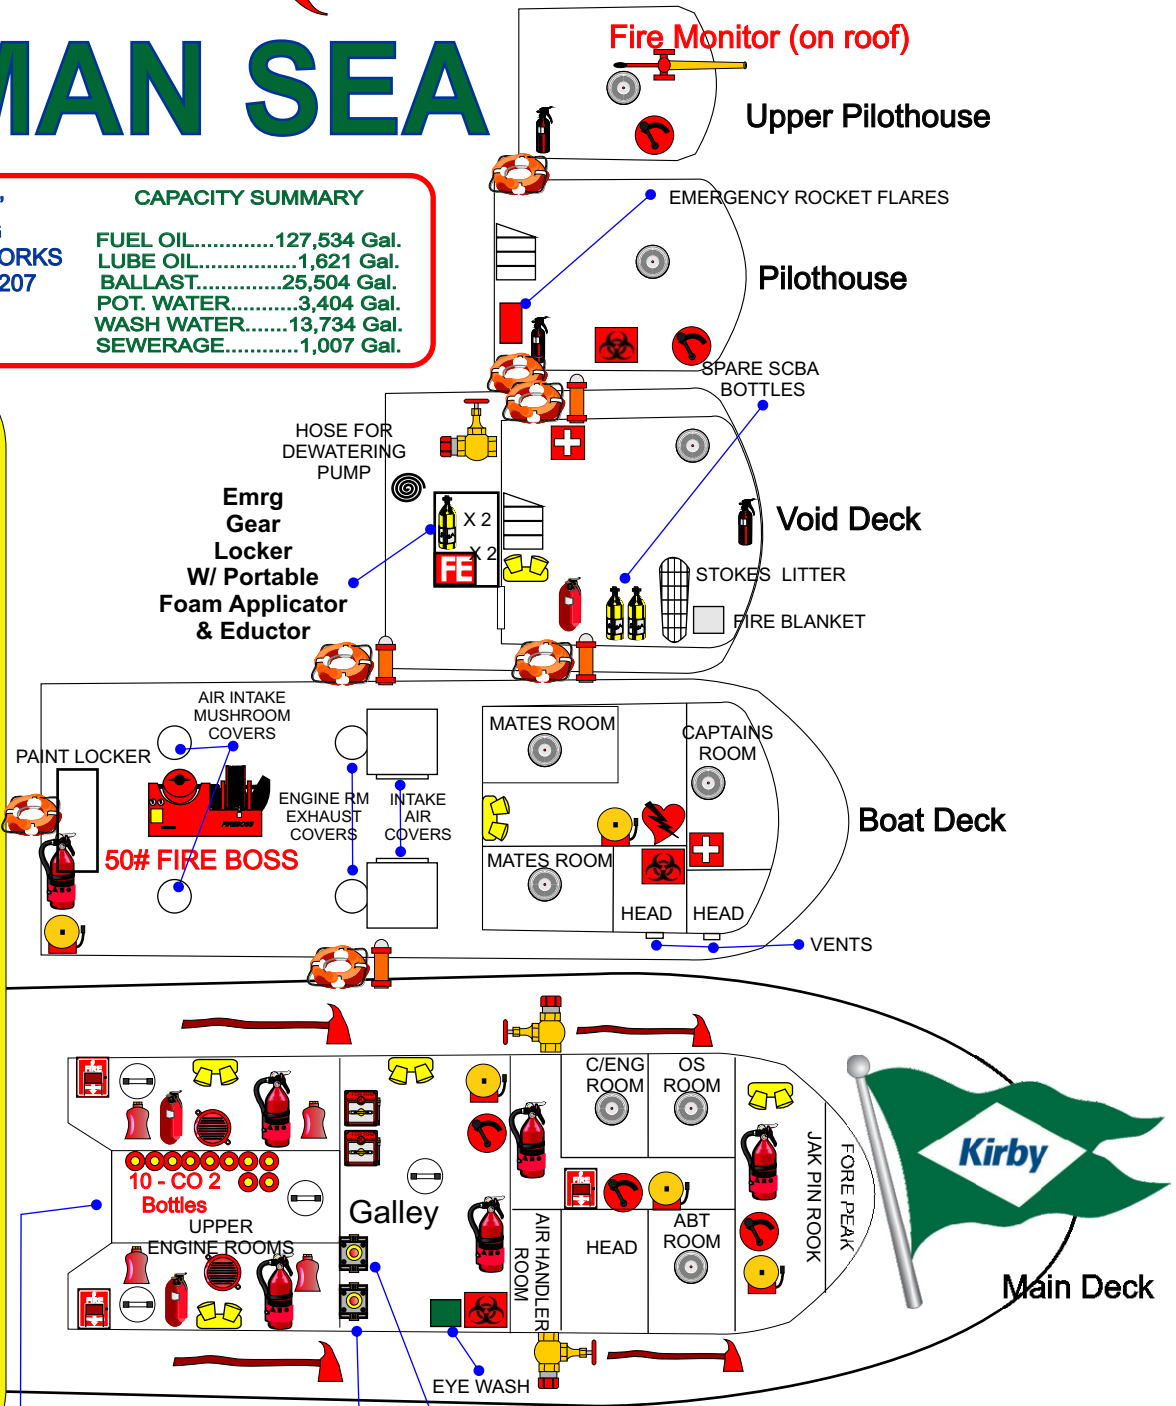 Fire Monitor (on roof)
MAN SEA
Upper Pilothouse
ORKS
207
CAPACITY SUMMARY
FUEL OIL.............127,534 Gal.
LUBE OIL................1,621 Gal.
BALLAST..............25,504 Gal.
POT. WATER...........3,404 Gal.
WASH WATER.......13,734 Gal.
SEWERAGE............1,007 Gal.
EMERGENCY ROCKET FLARES
Pilothouse
SPARE SCBA
BOTTLES
HOSE FOR
DEWATERING
PUMP
Emrg
Gear
Locker
W/ Portable
Foam Applicator
& Eductor
X 2
X 2
FE
Void Deck
STOKES LITTER
FIRE BLANKET
AIR INTAKE
MUSHROOM
COVERS
PAINT LOCKER
ENGINE RM
EXHAUST
COVERS
INTAKE
AIR
COVERS
50# FIRE BOSS
MATES ROOM
CAPTAINS
ROOM
MATES ROOM
HEAD
HEAD
Boat Deck
VENTS
C/ENG
ROOM
OS
ROOM
FIRE
10 - CO 2
Bottles
UPPER
ENGINE ROOMS
FIRE
Galley
AIR HANDLER
ROOM
FIRE
HEAD
ABT
ROOM
JAK PIN ROOK
FORE PEAK
Kirby
Main Deck
EYE WASH